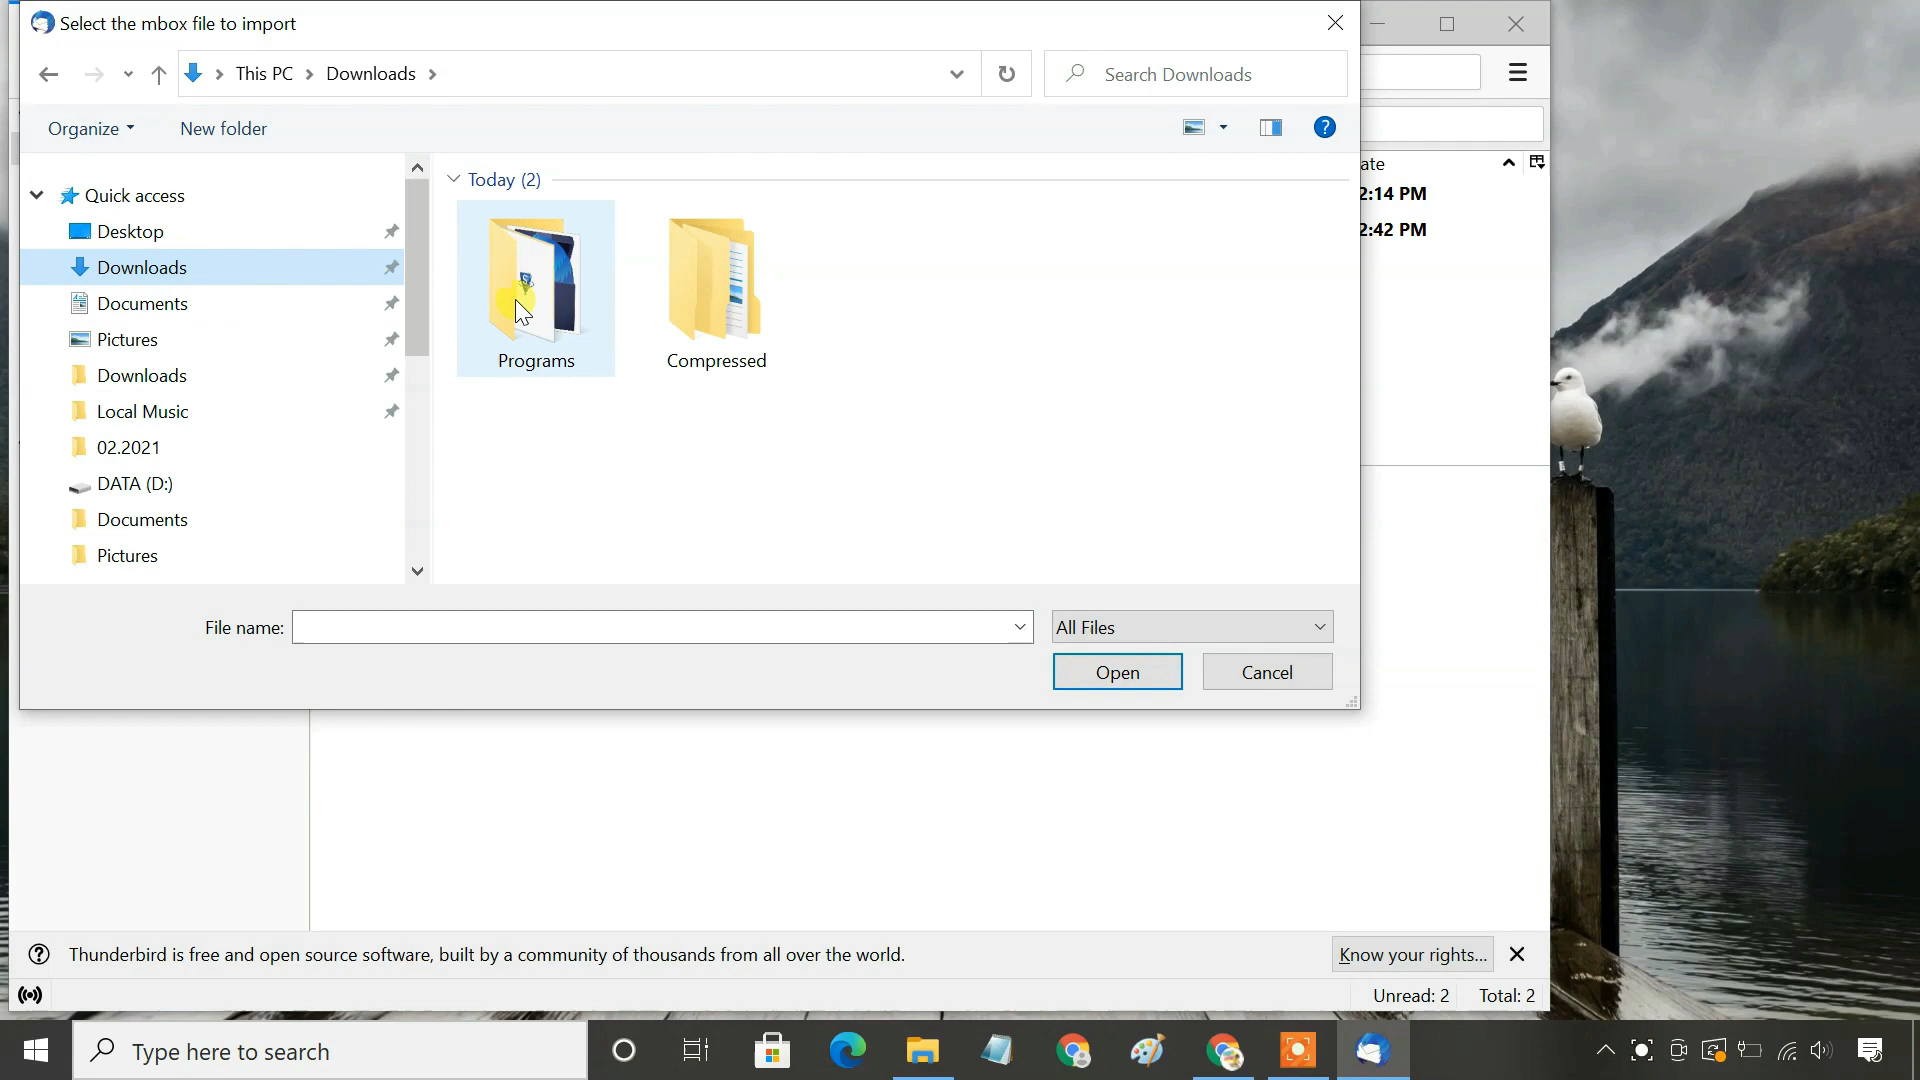 Select the mbox file to import
This PC
Downloads
Search Downloads
Organize
New folder
Quick access
Desktop
Downloads
Documents
Pictures
Downloads
Local Music
02.2021
DATA (D:)
Documents
Pictures
Today (2)
Programs
Compressed
ate
2:14 PM
2:42 PM
File name:
All Files
Open
Cancel
Thunderbird is free and open source software, built by a community of thousands from all over the world.
Know your rights...
Unread: 2
Total: 2
Type here to search